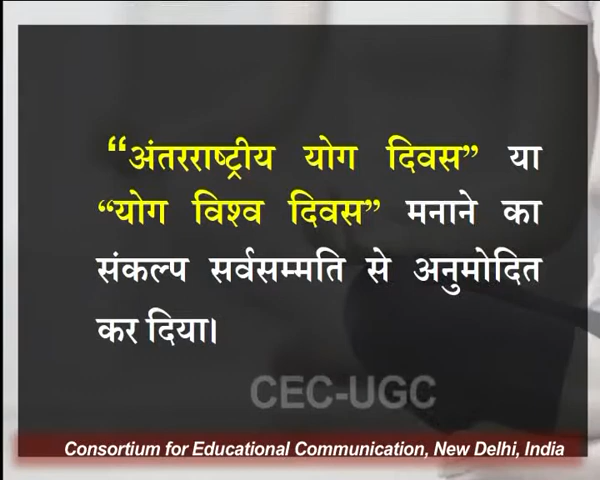 “अंतरराष्ट्रीय योग दिवस” या
“योग विश्व दिवस” मनाने का
संकल्प सर्वसम्मति से अनुमोदित
कर दिया।
CEC-UGC
Consortium for Educational Communication, New Delhi, India